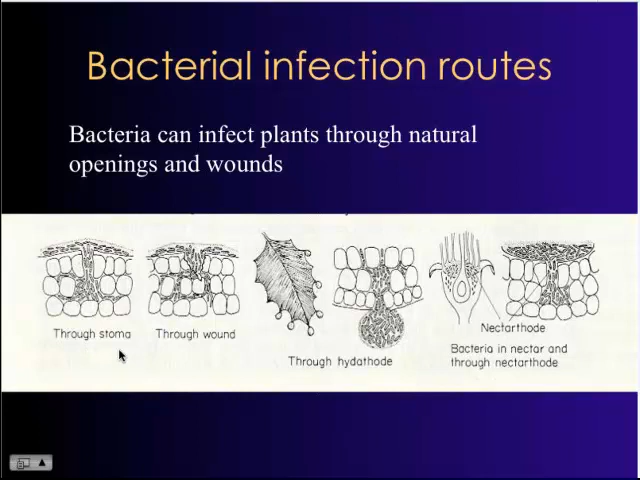 Bacterial infection routes
Bacteria can infect plants through natural
openings and wounds
Through stoma
Through wound
Through hydathode
Nectarthode
Bacteria in nectar and
through nectarthode